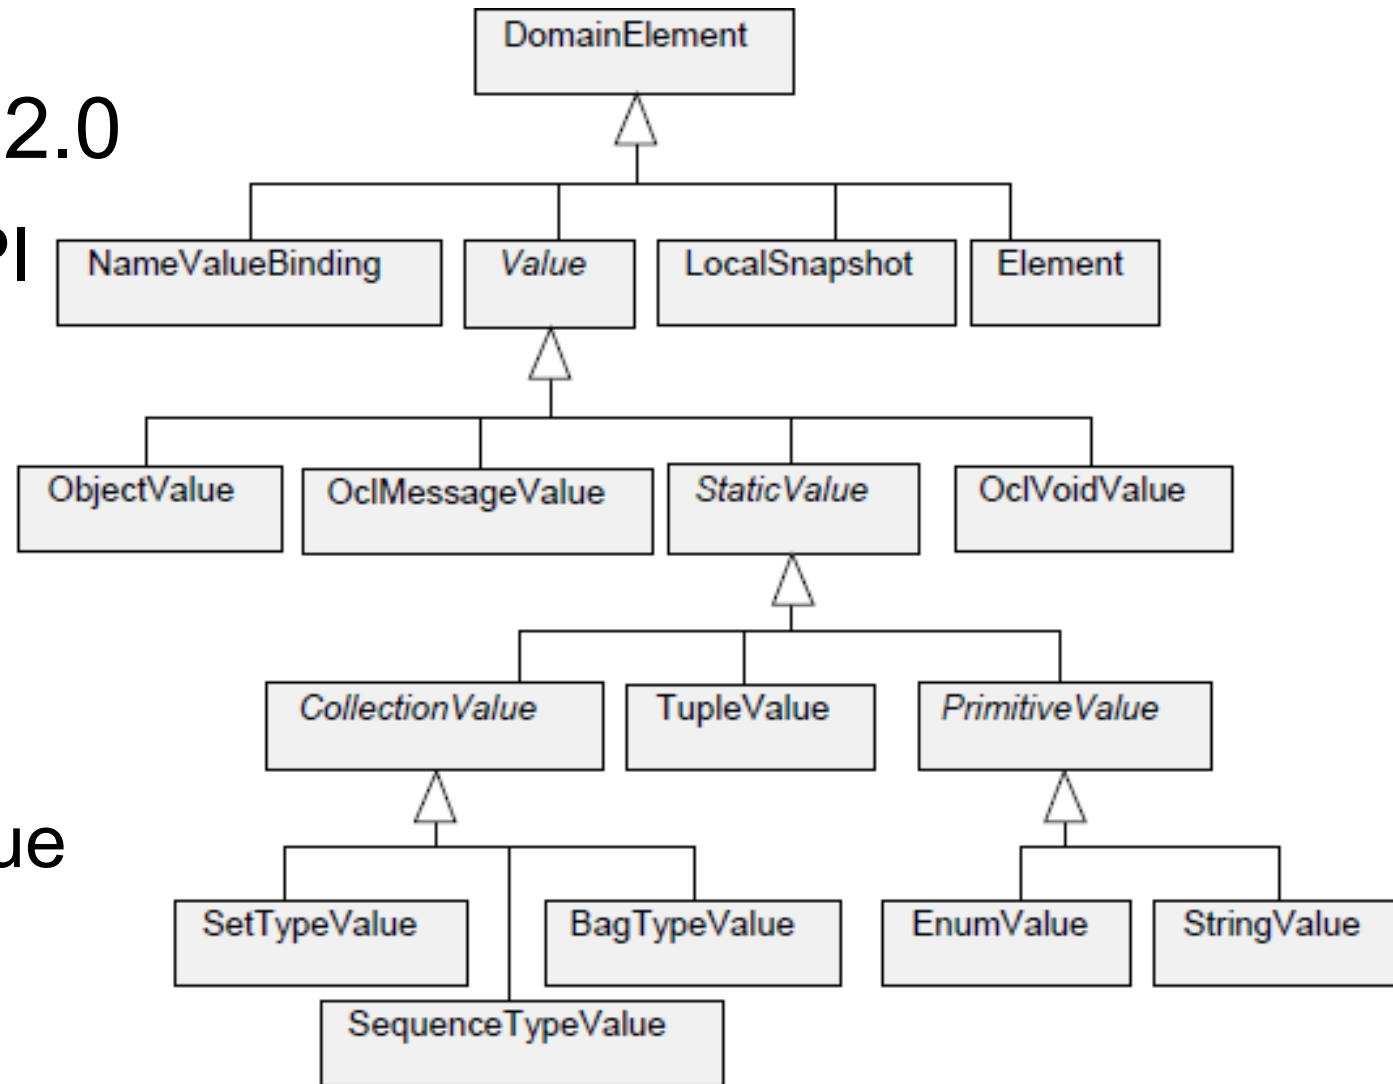 DomainElement
2.0
PI
NameValueBinding
Value
LocalSnapshot
Element
ObjectValue
OclMessageValue
StaticValue
OclVoidValue
CollectionValue
TupleValue
PrimitiveValue
ue
SetTypeValue
BagTypeValue
EnumValue
StringValue
SequenceTypeValue